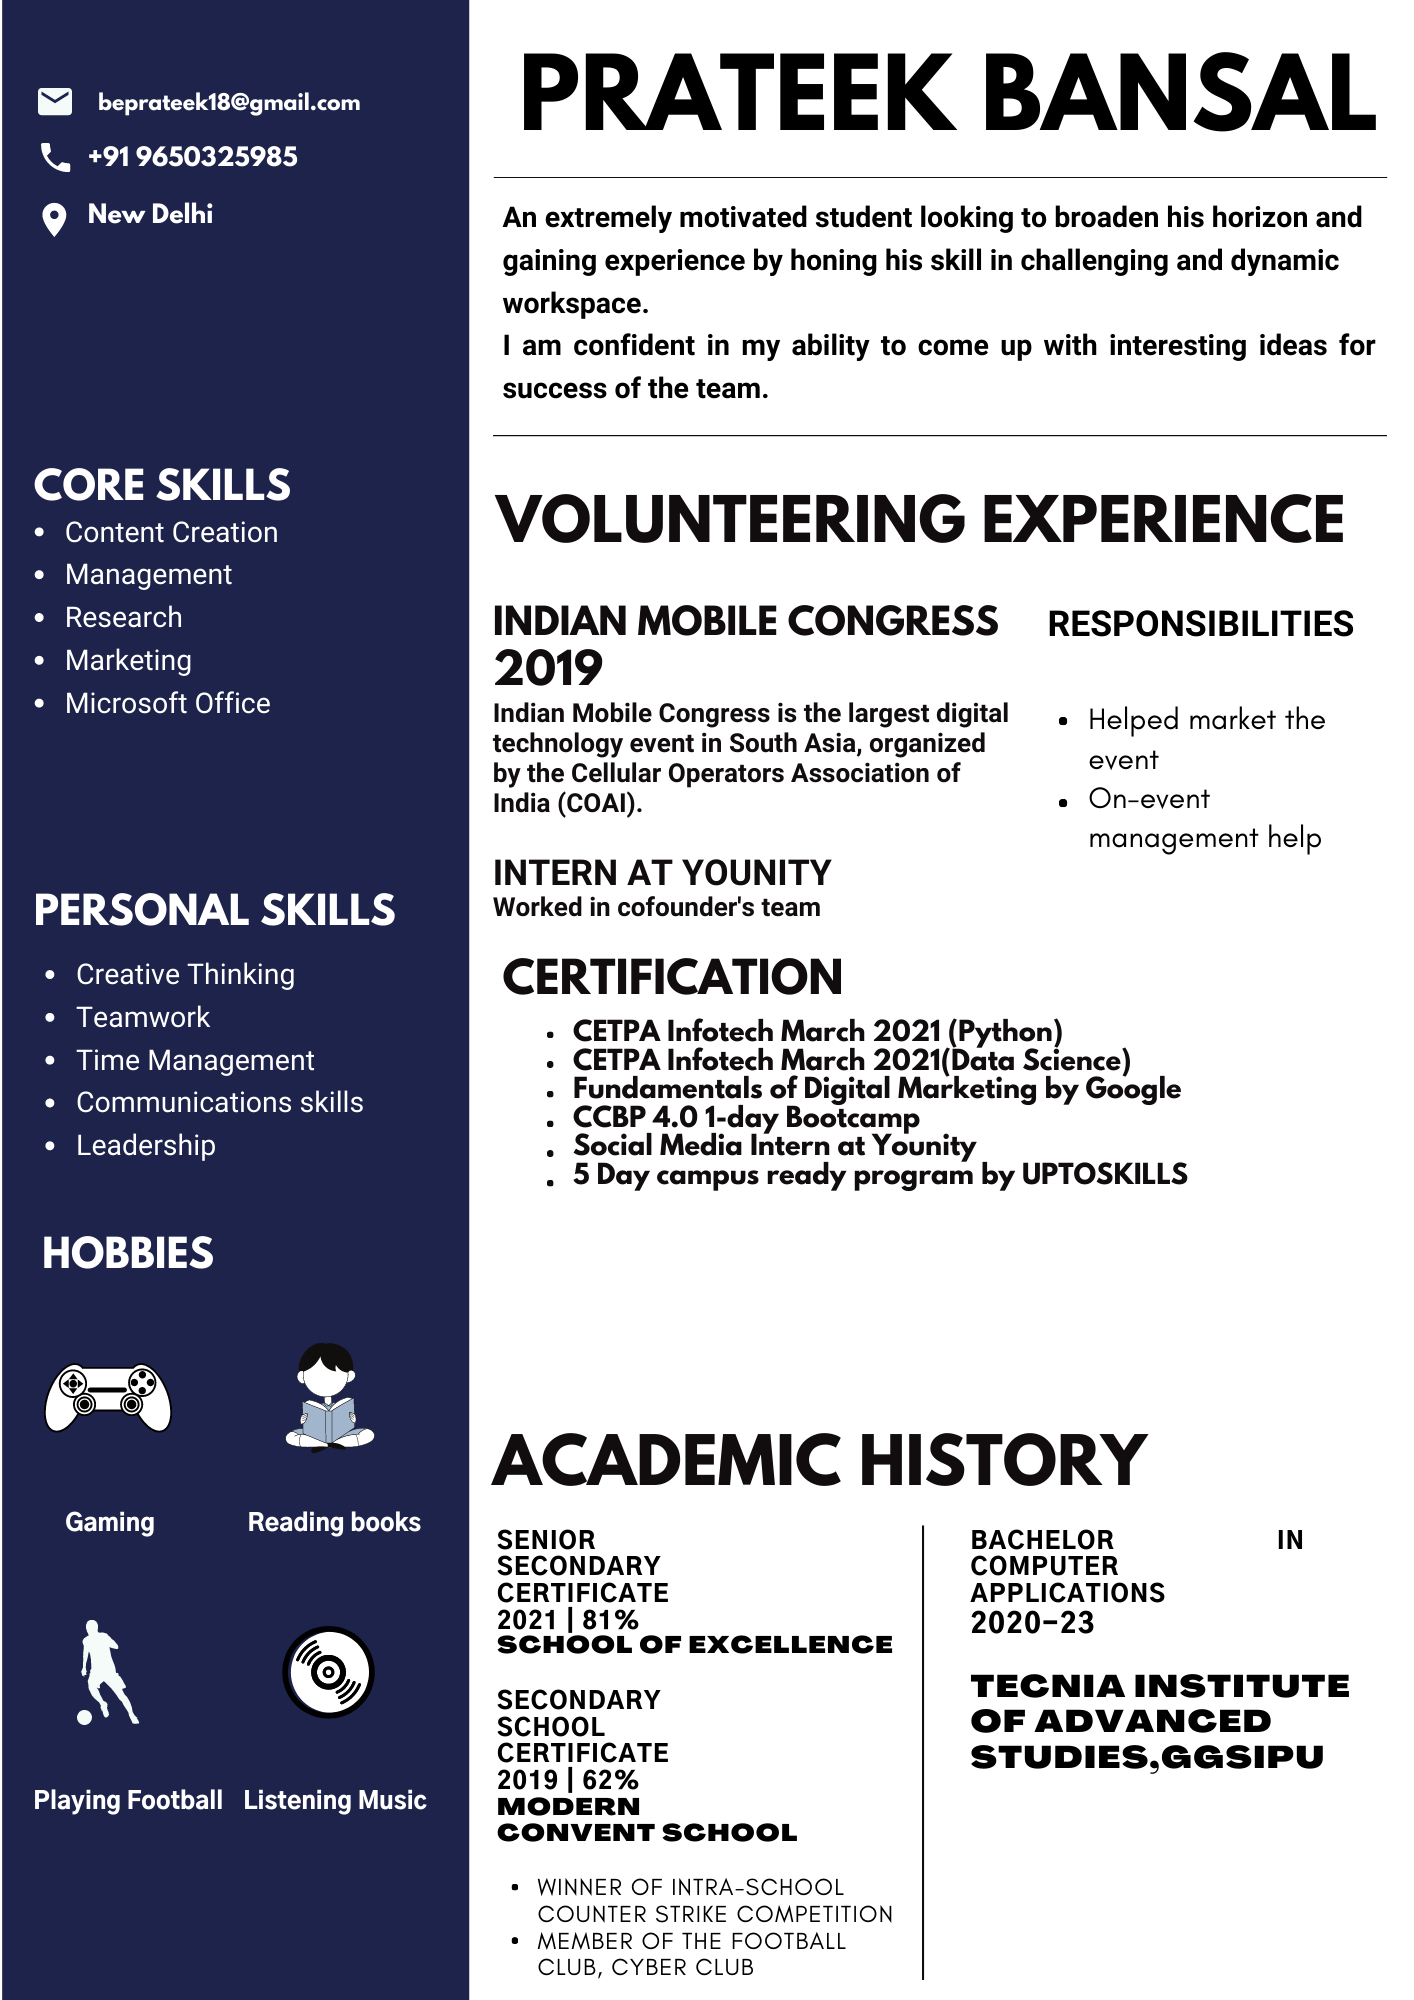 beprateek18@gmail.com
+91 9650325985
New Delhi
CORE SKILLS
• Content Creation
• Management
• Research
• Marketing
• Microsoft Office
PERSONAL SKILLS
• Creative Thinking
• Teamwork
• Time Management
• Communications skills
• Leadership
HOBBIES
Gaming
Reading books
Playing Football
Listening Music
PRATEEK BANSAL
An extremely motivated student looking to broaden his horizon and
gaining experience by honing his skill in challenging and dynamic
workspace.
I am confident in my ability to come up with interesting ideas for
success of the team.
VOLUNTEERING EXPERIENCE
INDIAN MOBILE CONGRESS
2019
Indian Mobile Congress is the largest digital
technology event in South Asia, organized
by the Cellular Operators Association of
India (COAI).
RESPONSIBILITIES
• Helped market the
event
• On-event
management help
INTERN AT YOUNITY
Worked in cofounder's team
CERTIFICATION
• CETPA Infotech March 2021 (Python)
• CETPA Infotech March 2021(Data Science)
• Fundamentals of Digital Marketing by Google
• CCBP 4.0 1-day Bootcamp
• Social Media Intern at Younity
• 5 Day campus ready program by UPTOSKILLS
ACADEMIC HISTORY
SENIOR
SECONDARY
CERTIFICATE
2021 | 81%
SCHOOL OF EXCELLENCE
SECONDARY
SCHOOL
CERTIFICATE
2019 | 62%
MODERN
CONVENT SCHOOL
• WINNER OF INTRA-SCHOOL
COUNTER STRIKE COMPETITION
• MEMBER OF THE FOOTBALL
CLUB, CYBER CLUB
BACHELOR IN
COMPUTER
APPLICATIONS
2020–23
TECNIA INSTITUTE
OF ADVANCED
STUDIES,GGSIPU